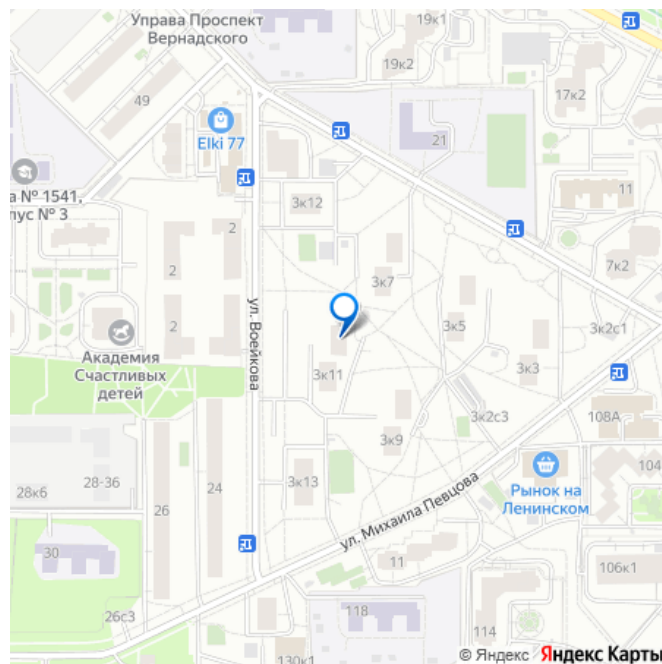 Управа Проспект
Вернадского
19к1
19к2
17к2
49
Elki 77
21
а № 1541,
пус № 3
11
3к12
2
2
3к7
7к2
ул. Воейкова
2
3к5
3к2с1
Академия
Счастливых
детей
3к11
3к3
3к2с3
108А
3к9
28-36
28к6
24
26
3к13
ул. Михаила Певцова
Рынок на
Ленинском
104
30
11
106к1
26с3
118
114
130к1
© Яндекс Яндекс Карты